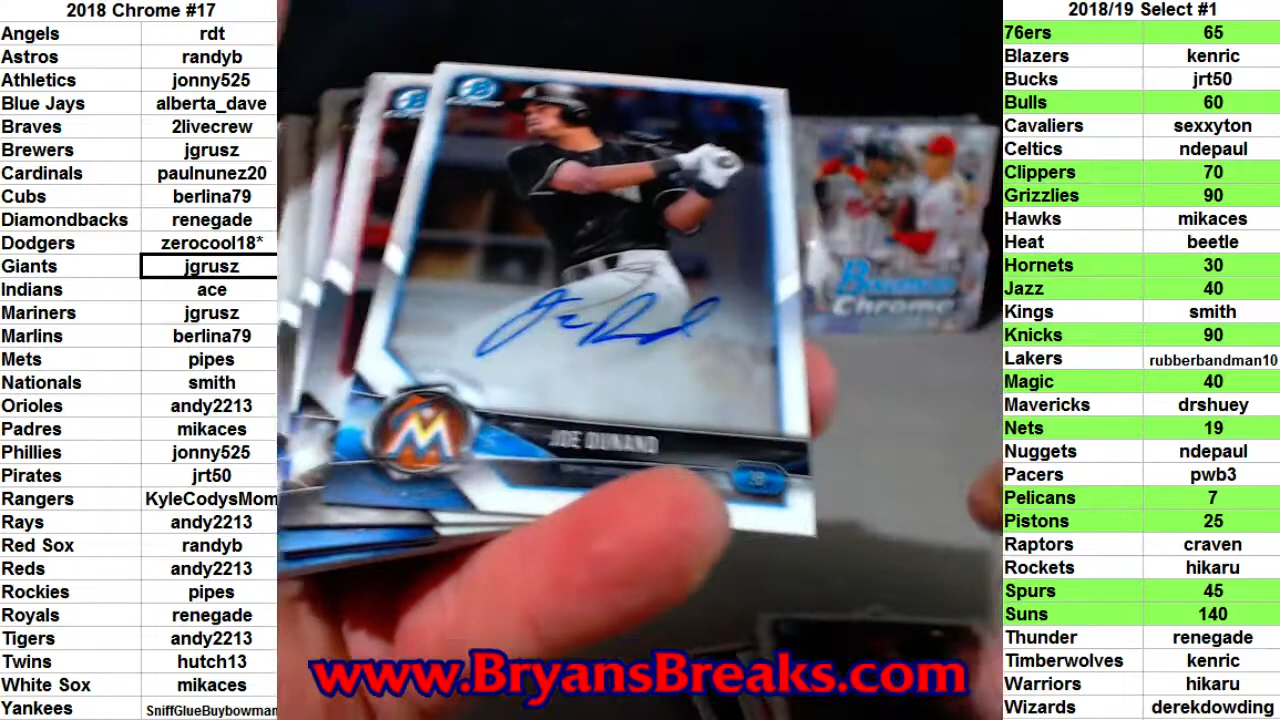 2018 Chrome #17
Angels rdt
Astros randyb
Athletics jonny525
Blue Jays alberta_dave
Braves 2livecrew
Brewers jgrusz
Cardinals paulnunez20
Cubs berlina79
Diamondbacks renegade
Dodgers zerocool18*
Giants jgrusz
Indians ace
Mariners jgrusz
Marlins berlina79
Mets pipes
Nationals smith
Orioles andy2213
Padres mikaces
Phillies jonny525
Pirates jrt50
Rangers KyleCodysMom
Rays andy2213
Red Sox randyb
Reds andy2213
Rockies pipes
Royals renegade
Tigers andy2213
Twins hutch13
White Sox mikaces
Yankees SniffGlueBuybowman
JOE DUNAND
Bowman
Chrome
www.BryansBreaks.com
2018/19 Select #1
76ers 65
Blazers kenric
Bucks jrt50
Bulls 60
Cavaliers sexxyton
Celtics ndepaul
Clippers 70
Grizzlies 90
Hawks mikaces
Heat beetle
Hornets 30
Jazz 40
Kings smith
Knicks 90
Lakers rubberbandman10
Magic 40
Mavericks drshuey
Nets 19
Nuggets ndepaul
Pacers pwb3
Pelicans 7
Pistons 25
Raptors craven
Rockets hikaru
Spurs 45
Suns 140
Thunder renegade
Timberwolves kenric
Warriors hikaru
Wizards derekdowding